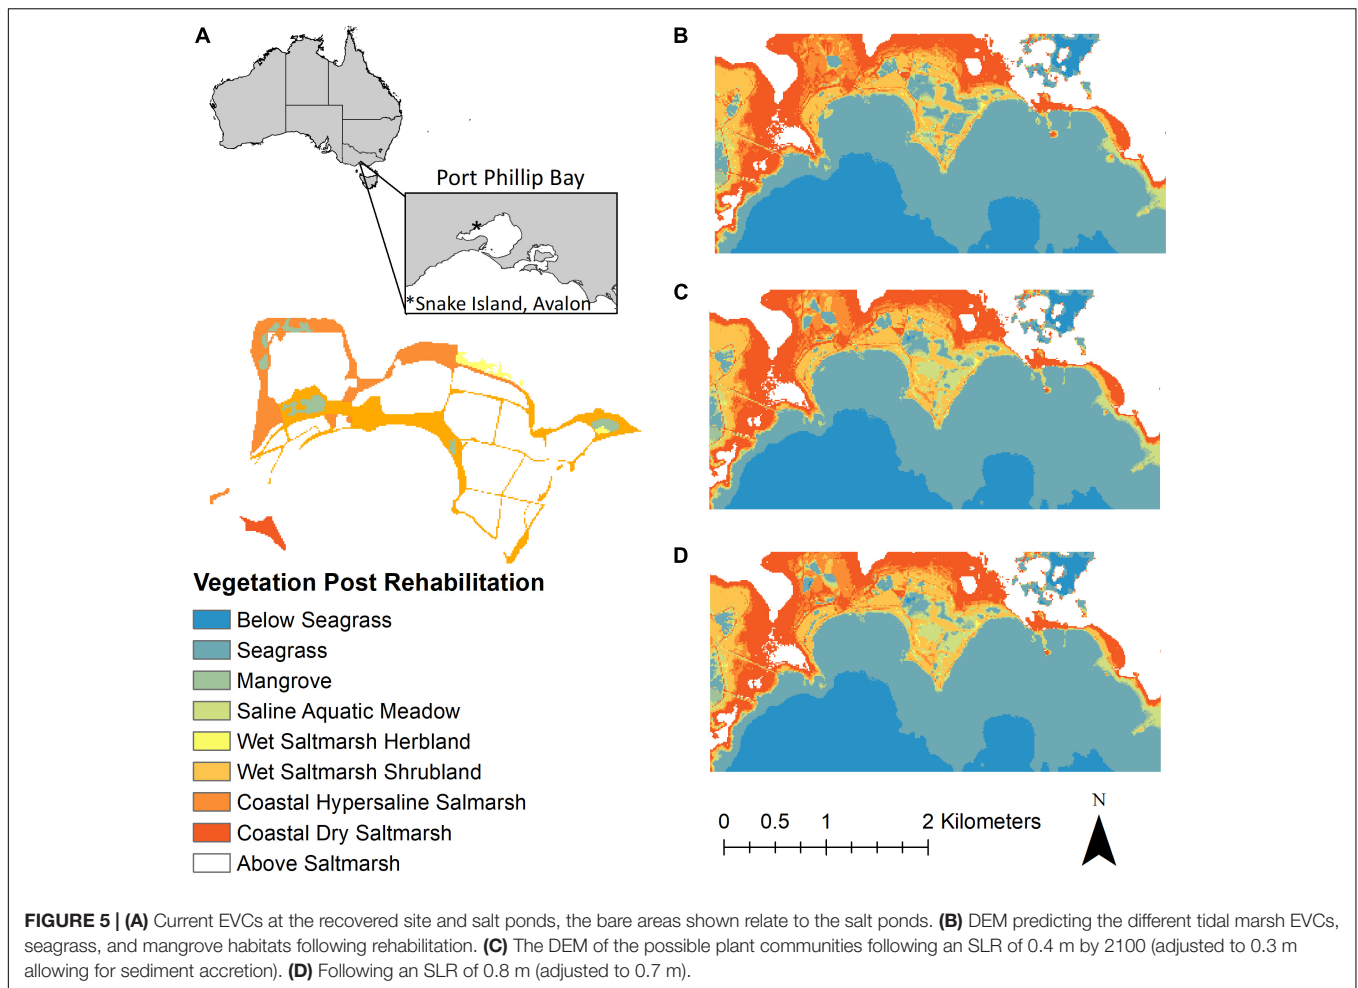 A
Port Phillip Bay
*
*Snake Island, Avalon
Vegetation Post Rehabilitation
Below Seagrass
Seagrass
Mangrove
Saline Aquatic Meadow
Wet Saltmarsh Herbland
Wet Saltmarsh Shrubland
Coastal Hypersaline Salmarsh
Coastal Dry Saltmarsh
Above Saltmarsh
B
C
D
0 0.5 1 2 Kilometers
N
FIGURE 5 | (A) Current EVCs at the recovered site and salt ponds, the bare areas shown relate to the salt ponds. (B) DEM predicting the different tidal marsh EVCs,
seagrass, and mangrove habitats following rehabilitation. (C) The DEM of the possible plant communities following an SLR of 0.4 m by 2100 (adjusted to 0.3 m
allowing for sediment accretion). (D) Following an SLR of 0.8 m (adjusted to 0.7 m).